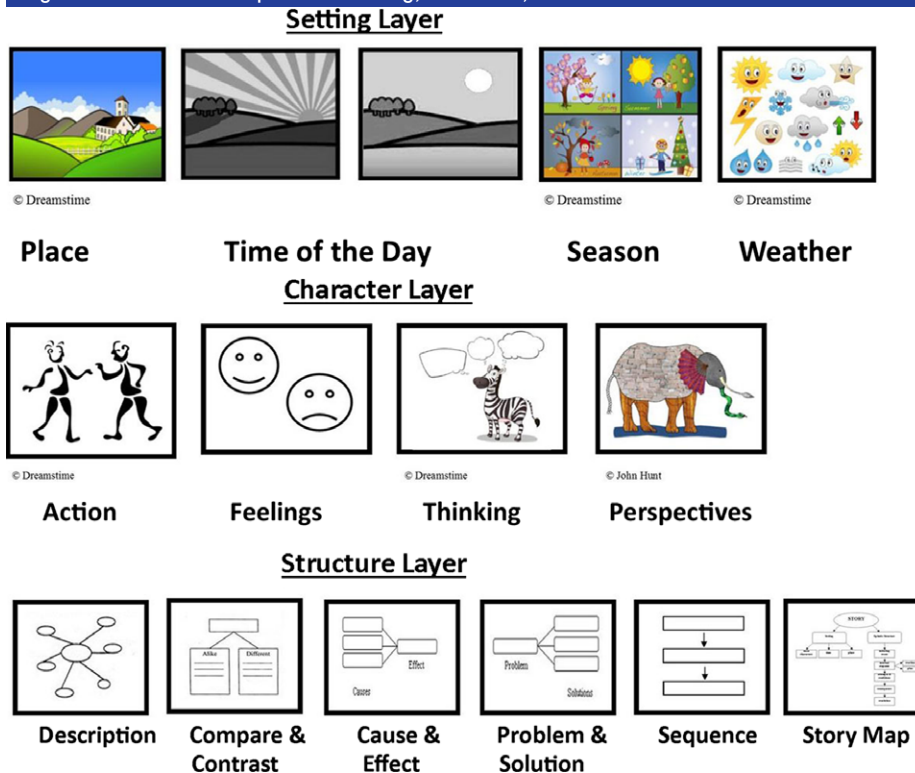 Setting Layer
© Dreamstime
© Dreamstime
© Dreamstime
Place
Time of the Day
Season
Weather
Character Layer
© Dreamstime
© Dreamstime
© John Hunt
Action
Feelings
Thinking
Perspectives
Structure Layer
Alike
Different
Effect
Causes
Problem
Solutions
STORY
Description
Compare &
Contrast
Cause &
Effect
Problem &
Solution
Sequence
Story Map